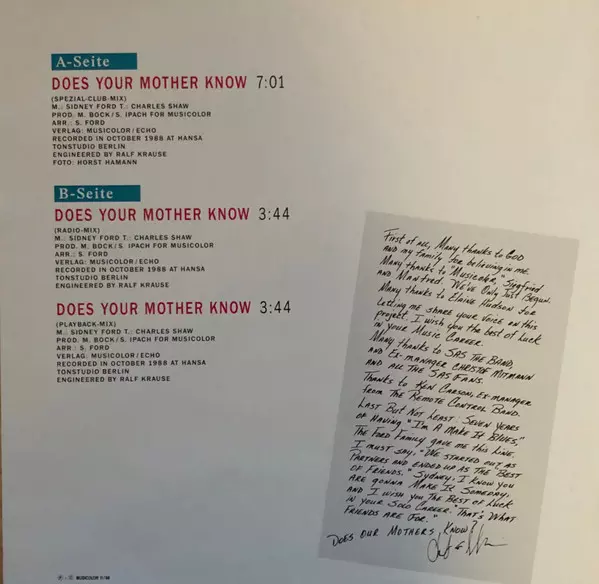 A-Seite
DOES YOUR MOTHER KNOW 7:01
(SPEZIAL-CLUB-MIX)
M.: SIDNEY FORD T.: CHARLES SHAW
PROD. M. BOCK/S. IPACH FOR MUSICOLOR
ARR.: S. FORD
VERLAG: MUSICOLOR/ECHO
RECORDED IN OCTOBER 1988 AT HANSA
TONSTUDIO BERLIN
ENGINEERED BY RALF KRAUSE
FOTO: HORST HAMANN
B-Seite
DOES YOUR MOTHER KNOW 3:44
(RADIO-MIX)
M.: SIDNEY FORD T.: CHARLES SHAW
PROD. M. BOCK/S. IPACH FOR MUSICOLOR
ARR.: S. FORD
VERLAG: MUSICOLOR/ECHO
RECORDED IN OCTOBER 1988 AT HANSA
TONSTUDIO BERLIN
ENGINEERED BY RALF KRAUSE
DOES YOUR MOTHER KNOW 3:44
(PLAYBACK-MIX)
M.: SIDNEY FORD T.: CHARLES SHAW
PROD. M. BOCK/S. IPACH FOR MUSICOLOR
ARR.: S. FORD
VERLAG: MUSICOLOR/ECHO
RECORDED IN OCTOBER 1988 AT HANSA
TONSTUDIO BERLIN
ENGINEERED BY RALF KRAUSE
First of all, Many thanks to GOD
and my family for believing in me.
Many thanks to "Musicolor," Siegfried
and Manfred. We've Only Just Begun.
Many thanks to Elaine Hudson for
Letting me share your Voice on this
project. I wish you the best of Luck
in your Music Career.
Many thanks to SAS THE BAND,
and Ex-manager CHRISTIE MITMANN
and all the SAS FANS.
Thanks to KEN CARSON, Ex-manager
from The Remote Control Band.
Last But Not Least: Seven years
of Having "I'm A Make It Blues,"
The Ford Family gave me this Line.
I must say, "We started out as
Partners and ended up as the Best
of Friends." Sydney, I know you
are gonna Make It Someday,
and I wish you The Best of Luck
in your Solo Career. "That's What
Friends are For."
Does our Mothers Know?
MUSICOLOR 11/88